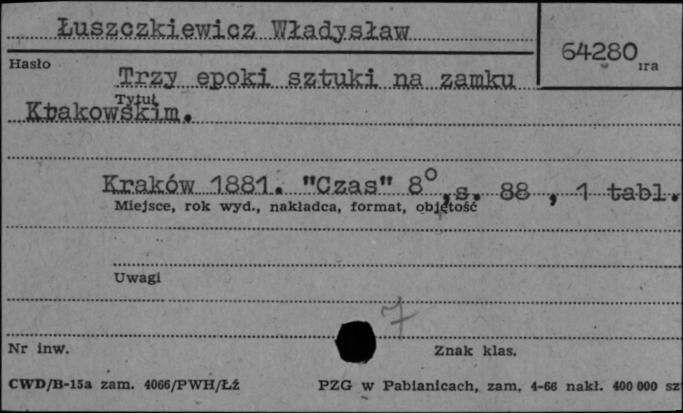 Łuszczkiewicz Władysław
64280
ıra
Hasło
Trzy epoki sztuki na zamku
Tytuł
Krakowskim.
Kraków 1881. "Czas" 8°, s. 88 , 1 tabl.
Miejsce, rok wyd., nakładca, format, objętość
Uwagi
7
Nr inw.
Znak klas.
CWD/B-15a zam. 4066/PWH/Łź
PZG w Pabianicach, zam. 4-66 nakł. 400 000 sz